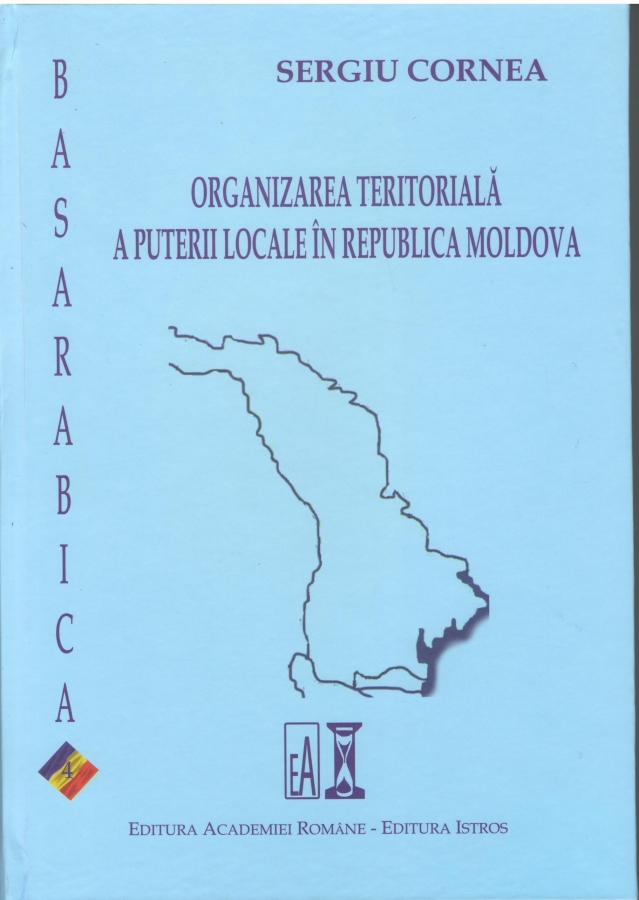 SERGIU CORNEA
ORGANIZAREA TERITORIALĂ
A PUTERII LOCALE ÎN REPUBLICA MOLDOVA
BASARABICA
4
EA
EDITURA ACADEMIEI ROMÂNE - EDITURA ISTROS